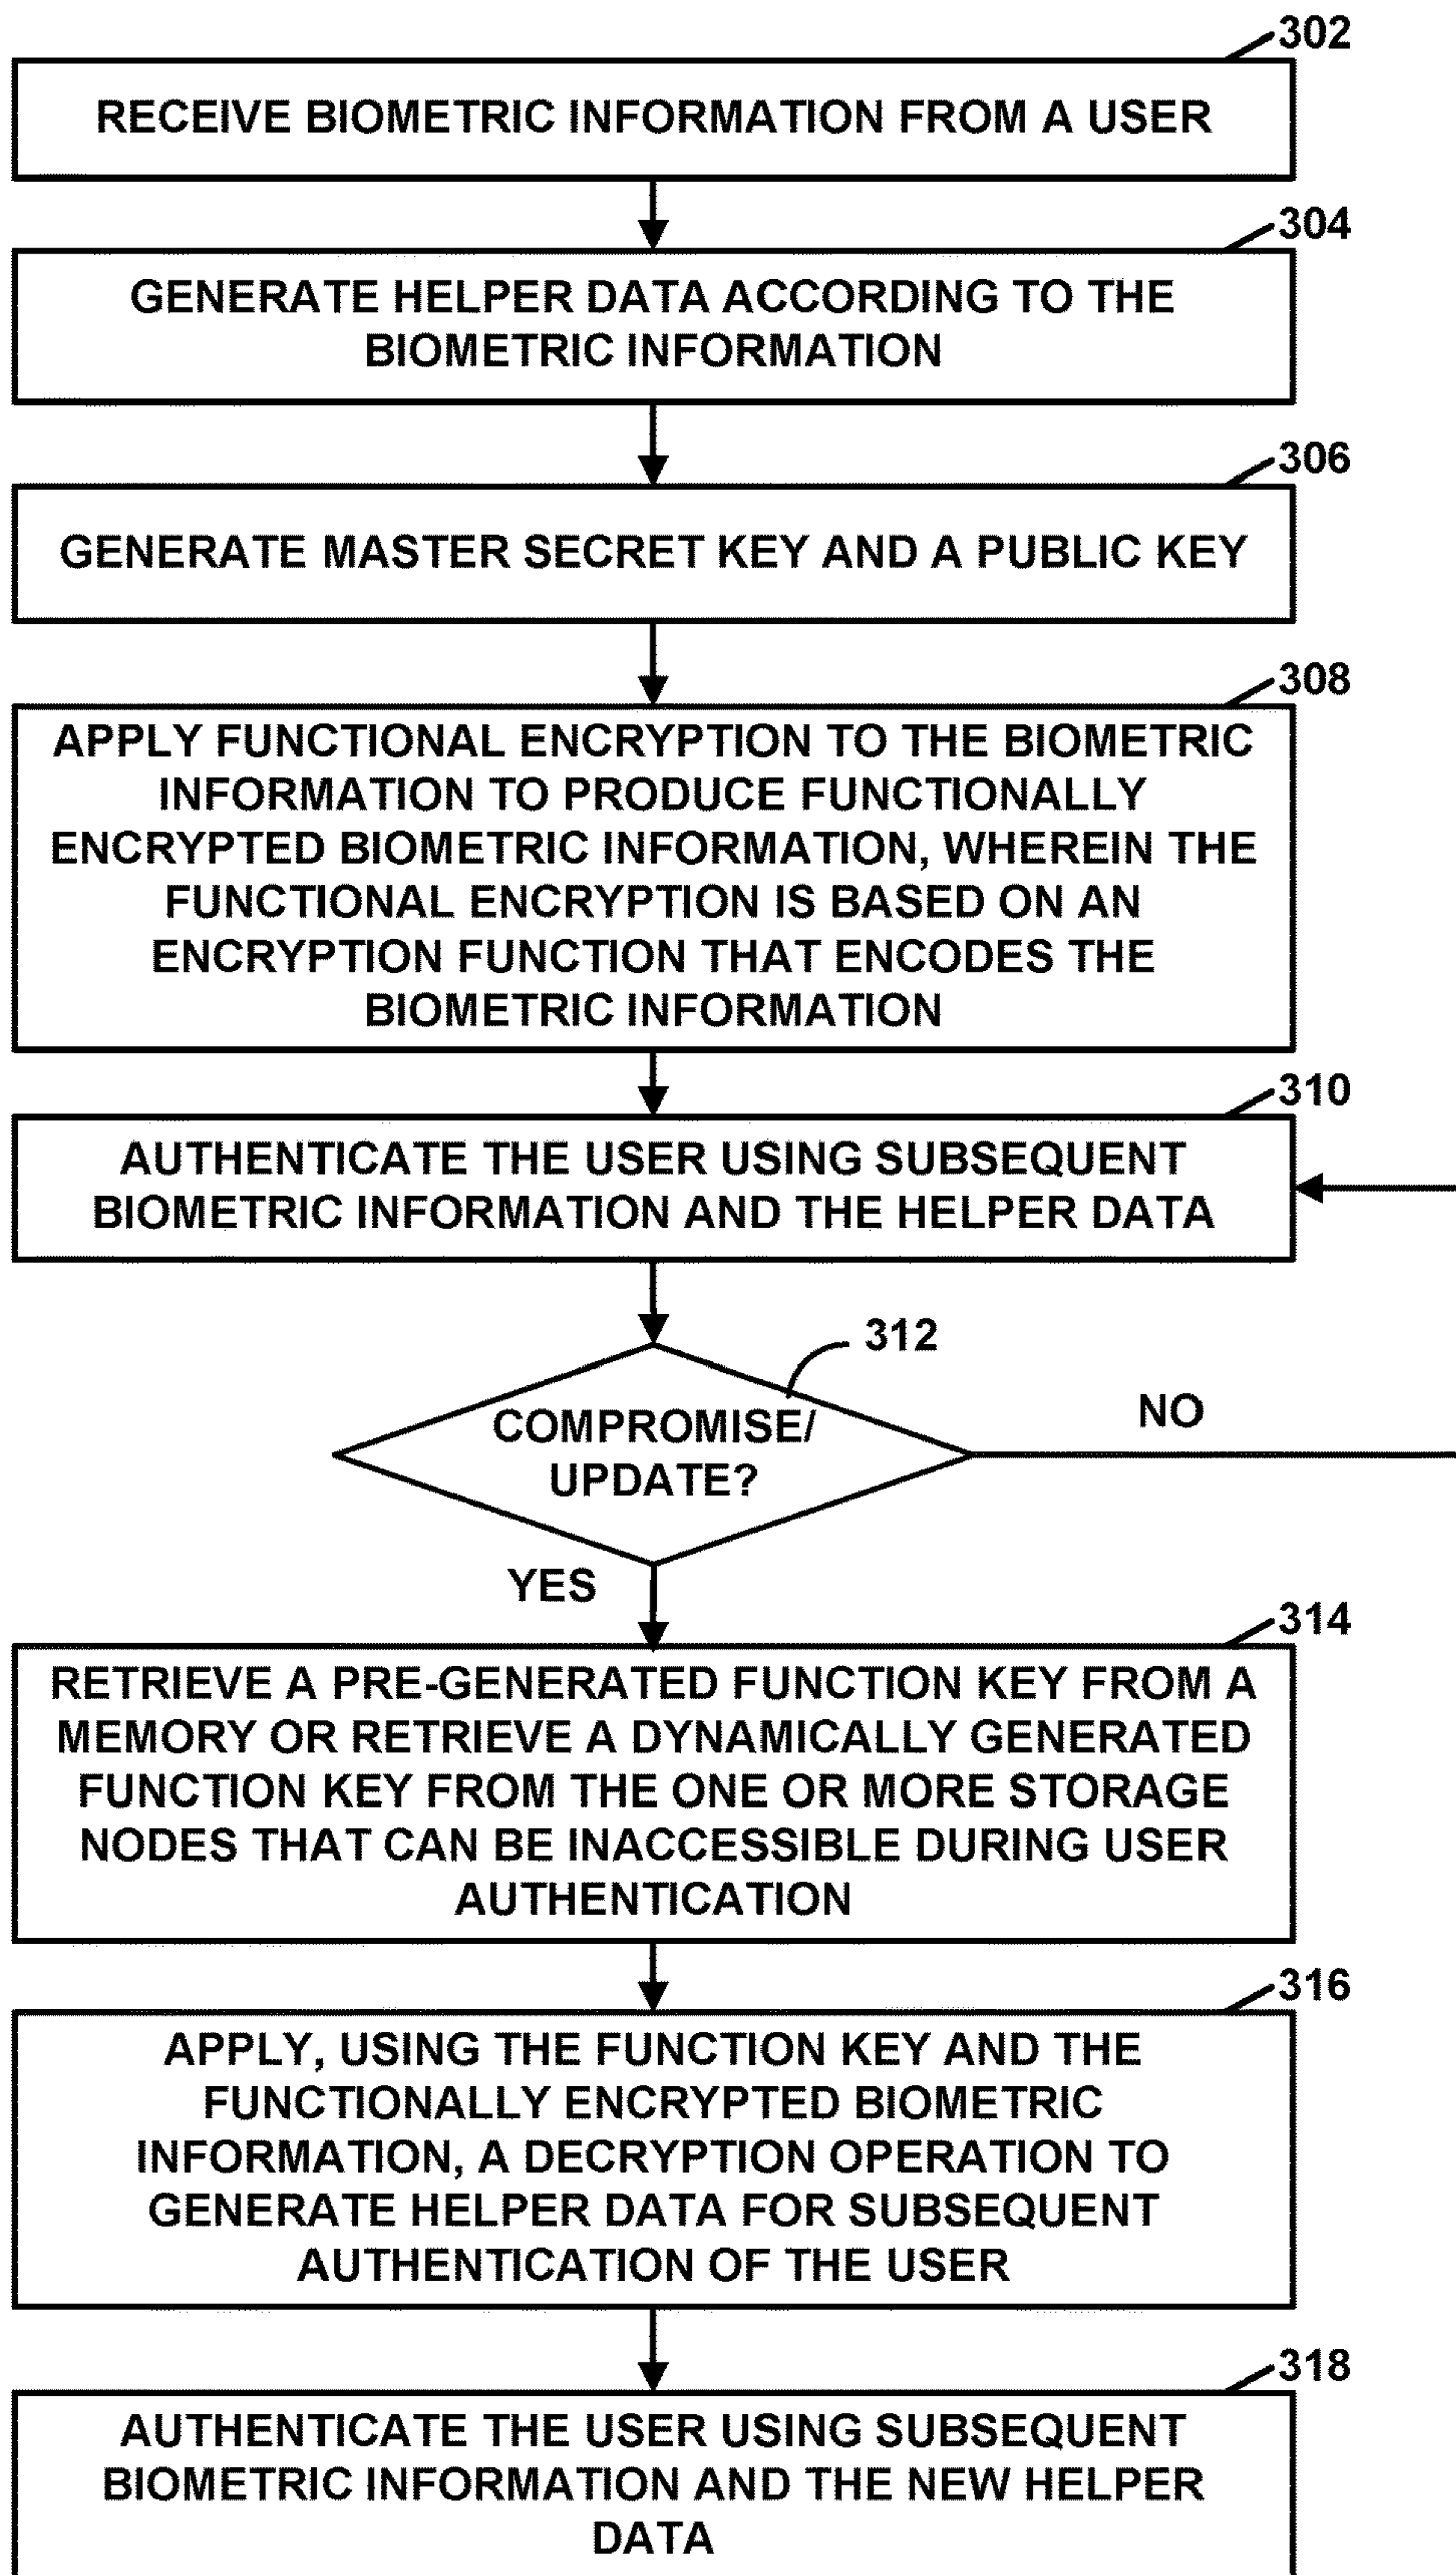 302
RECEIVE BIOMETRIC INFORMATION FROM A USER
304
GENERATE HELPER DATA ACCORDING TO THE
BIOMETRIC INFORMATION
306
GENERATE MASTER SECRET KEY AND A PUBLIC KEY
308
APPLY FUNCTIONAL ENCRYPTION TO THE BIOMETRIC
INFORMATION TO PRODUCE FUNCTIONALLY
ENCRYPTED BIOMETRIC INFORMATION, WHEREIN THE
FUNCTIONAL ENCRYPTION IS BASED ON AN
ENCRYPTION FUNCTION THAT ENCODES THE
BIOMETRIC INFORMATION
310
AUTHENTICATE THE USER USING SUBSEQUENT
BIOMETRIC INFORMATION AND THE HELPER DATA
312
COMPROMISE/
UPDATE?
NO
YES
314
RETRIEVE A PRE-GENERATED FUNCTION KEY FROM A
MEMORY OR RETRIEVE A DYNAMICALLY GENERATED
FUNCTION KEY FROM THE ONE OR MORE STORAGE
NODES THAT CAN BE INACCESSIBLE DURING USER
AUTHENTICATION
316
APPLY, USING THE FUNCTION KEY AND THE
FUNCTIONALLY ENCRYPTED BIOMETRIC
INFORMATION, A DECRYPTION OPERATION TO
GENERATE HELPER DATA FOR SUBSEQUENT
AUTHENTICATION OF THE USER
318
AUTHENTICATE THE USER USING SUBSEQUENT
BIOMETRIC INFORMATION AND THE NEW HELPER
DATA